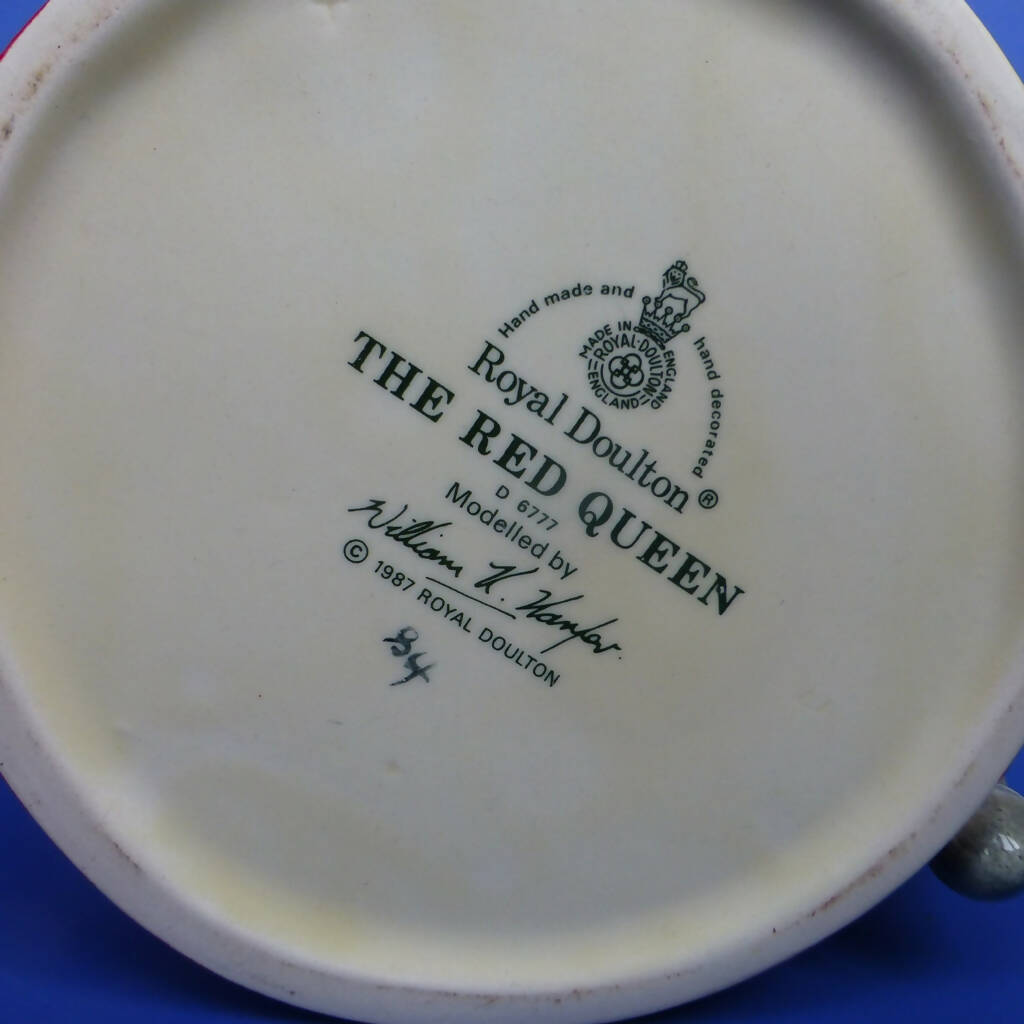 Hand made and hand decorated
MADE IN ENGLAND
ROYAL·DOULTON
ENGLAND
Royal Doulton ®
THE RED QUEEN
D 6777
Modelled by
William K. Harper.
© 1987 ROYAL DOULTON
84